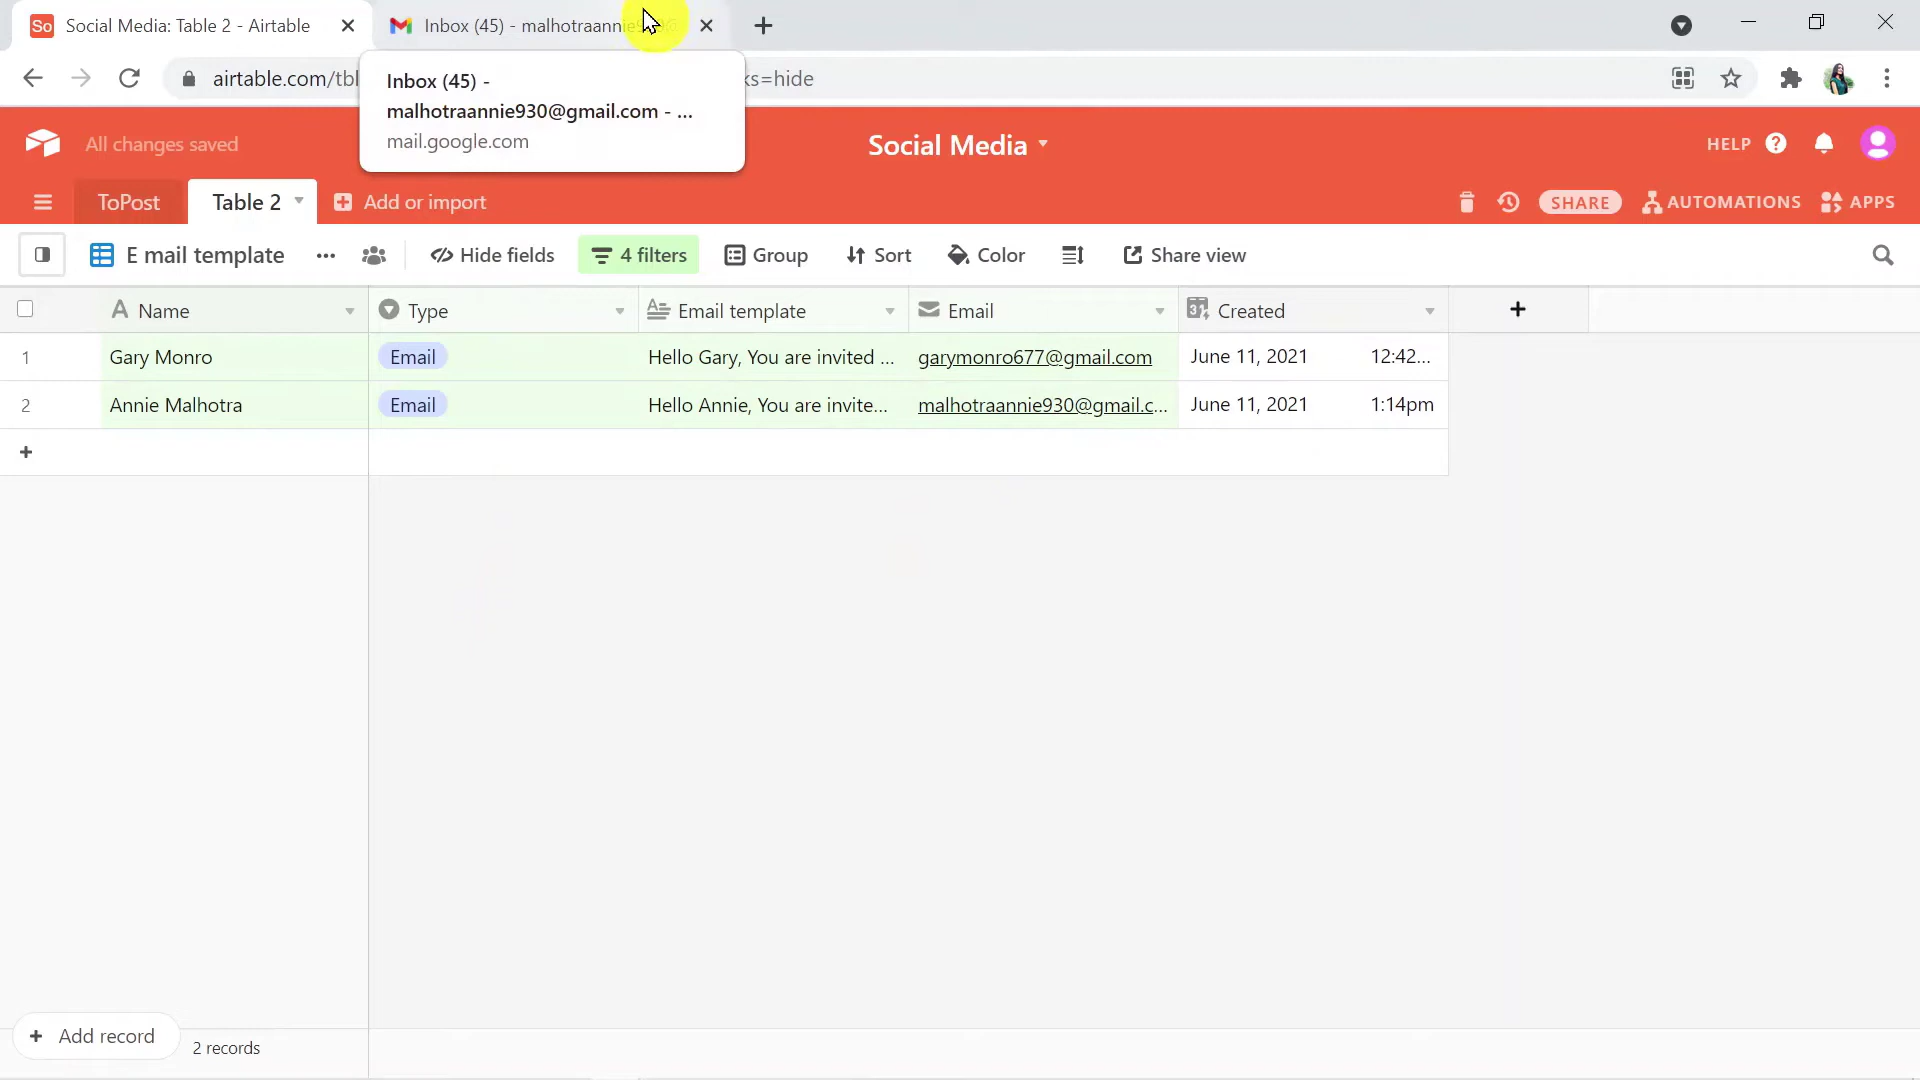 So Social Media: Table 2 - Airtable
Inbox (45) - malhotraannie
airtable.com/tbl
ks=hide
Inbox (45) -
malhotraannie930@gmail.com - ...
mail.google.com
All changes saved
Social Media
HELP
ToPost
Table 2
Add or import
SHARE
AUTOMATIONS
APPS
E mail template
Hide fields
4 filters
Group
Sort
Color
Share view
Name
Type
Email template
Email
Created
1
Gary Monro
Email
Hello Gary, You are invited ...
garymonro677@gmail.com
June 11, 2021
12:42...
2
Annie Malhotra
Email
Hello Annie, You are invite...
malhotraannie930@gmail.c...
June 11, 2021
1:14pm
+ Add record
2 records